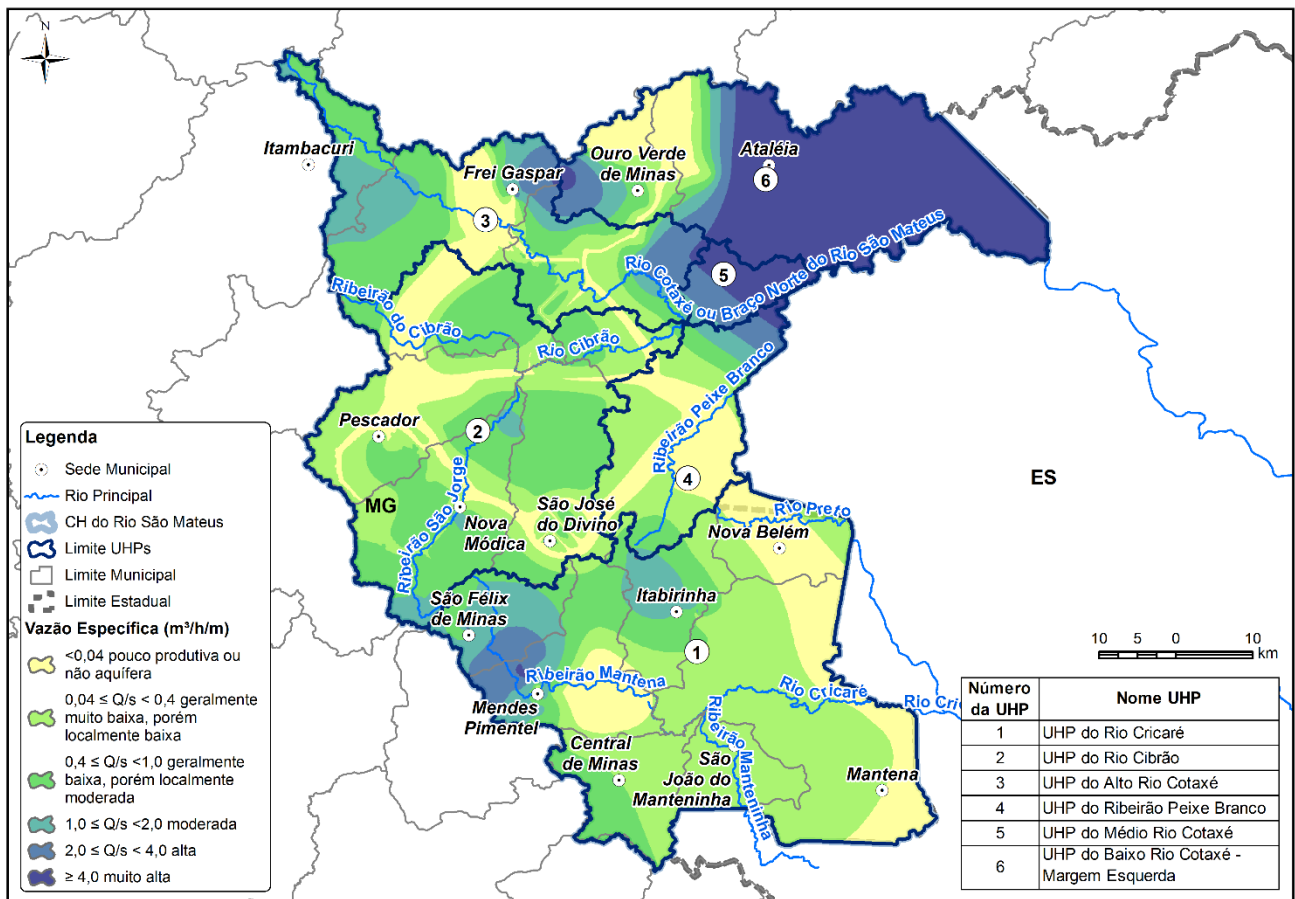 N
Itambacuri
Frei Gaspar
Ouro Verde
de Minas
Ataléia
6
3
5
Rio Cotaxé ou Braço Norte do Rio São Mateus
Ribeirão do Cibrão
Rio Cibrão
Ribeirão Peixe Branco
Pescador
2
4
ES
MG
Ribeirão São Jorge
Nova
Módica
São José
do Divino
Rio Preto
Nova Belém
São Félix
de Minas
Itabirinha
1
Ribeirão Mantena
Mendes
Pimentel
Rio Cricaré
Rio Cric
Central
de Minas
Ribeirão Manteninha
São
João do
Manteninha
Mantena
Legenda
Sede Municipal
Rio Principal
CH do Rio São Mateus
Limite UHPs
Limite Municipal
Limite Estadual
Vazão Específica (m³/h/m)
<0,04 pouco produtiva ou
não aquífera
0,04 ≤ Q/s < 0,4 geralmente
muito baixa, porém
localmente baixa
0,4 ≤ Q/s <1,0 geralmente
baixa, porém localmente
moderada
1,0 ≤ Q/s <2,0 moderada
2,0 ≤ Q/s < 4,0 alta
≥ 4,0 muito alta
10 5 0 10
km
Número
da UHP
Nome UHP
1 UHP do Rio Cricaré
2 UHP do Rio Cibrão
3 UHP do Alto Rio Cotaxé
4 UHP do Ribeirão Peixe Branco
5 UHP do Médio Rio Cotaxé
6 UHP do Baixo Rio Cotaxé -
Margem Esquerda